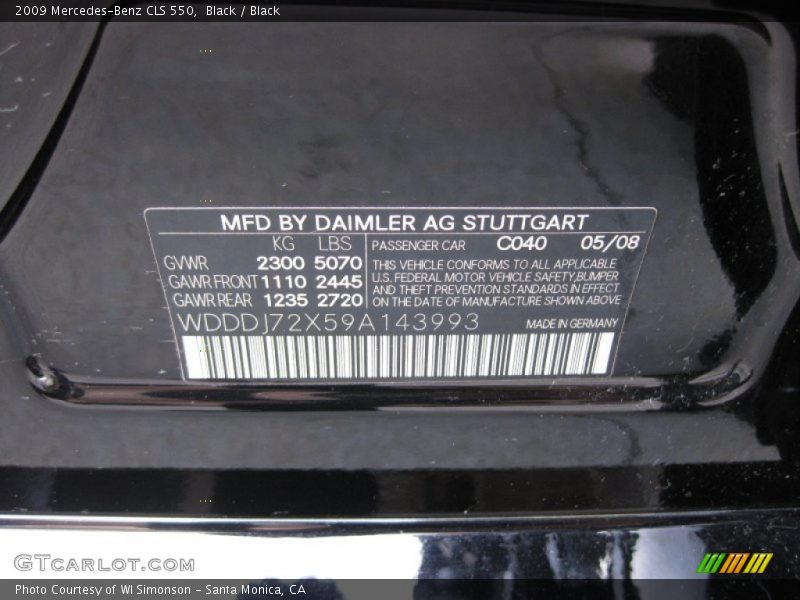 2009 Mercedes-Benz CLS 550, Black / Black
MFD BY DAIMLER AG STUTTGART
KG LBS
GVWR 2300 5070
GAWR FRONT 1110 2445
GAWR REAR 1235 2720
PASSENGER CAR C040 05/08
THIS VEHICLE CONFORMS TO ALL APPLICABLE
U.S. FEDERAL MOTOR VEHICLE SAFETY, BUMPER
AND THEFT PREVENTION STANDARDS IN EFFECT
ON THE DATE OF MANUFACTURE SHOWN ABOVE
WDDDJ72X59A143993
MADE IN GERMANY
GTCARLOT.COM
Photo Courtesy of WI Simonson - Santa Monica, CA